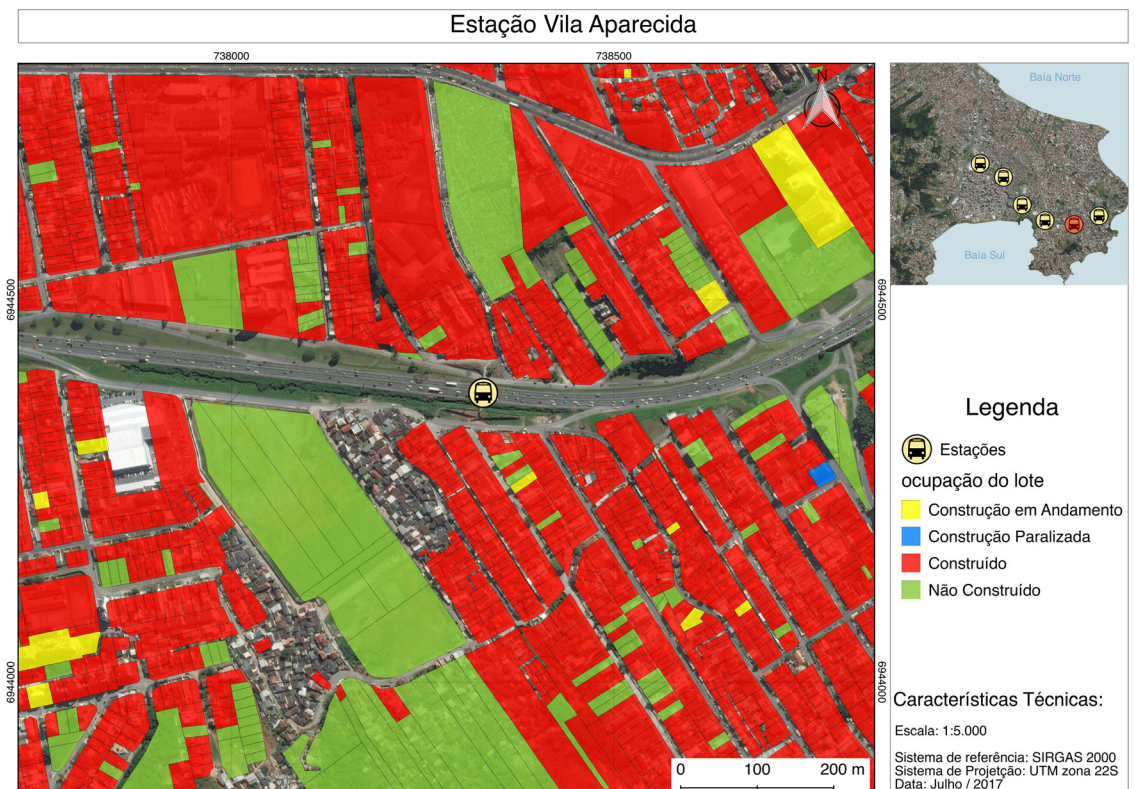 Estação Vila Aparecida
738000
738500
N
6944500
6944500
6944000
6944000
0 100 200 m
Baía Norte
Baía Sul
Legenda
Estações
ocupação do lote
Construção em Andamento
Construção Paralizada
Construído
Não Construído
Características Técnicas:
Escala: 1:5.000
Sistema de referência: SIRGAS 2000
Sistema de Projetção: UTM zona 22S
Data: Julho / 2017